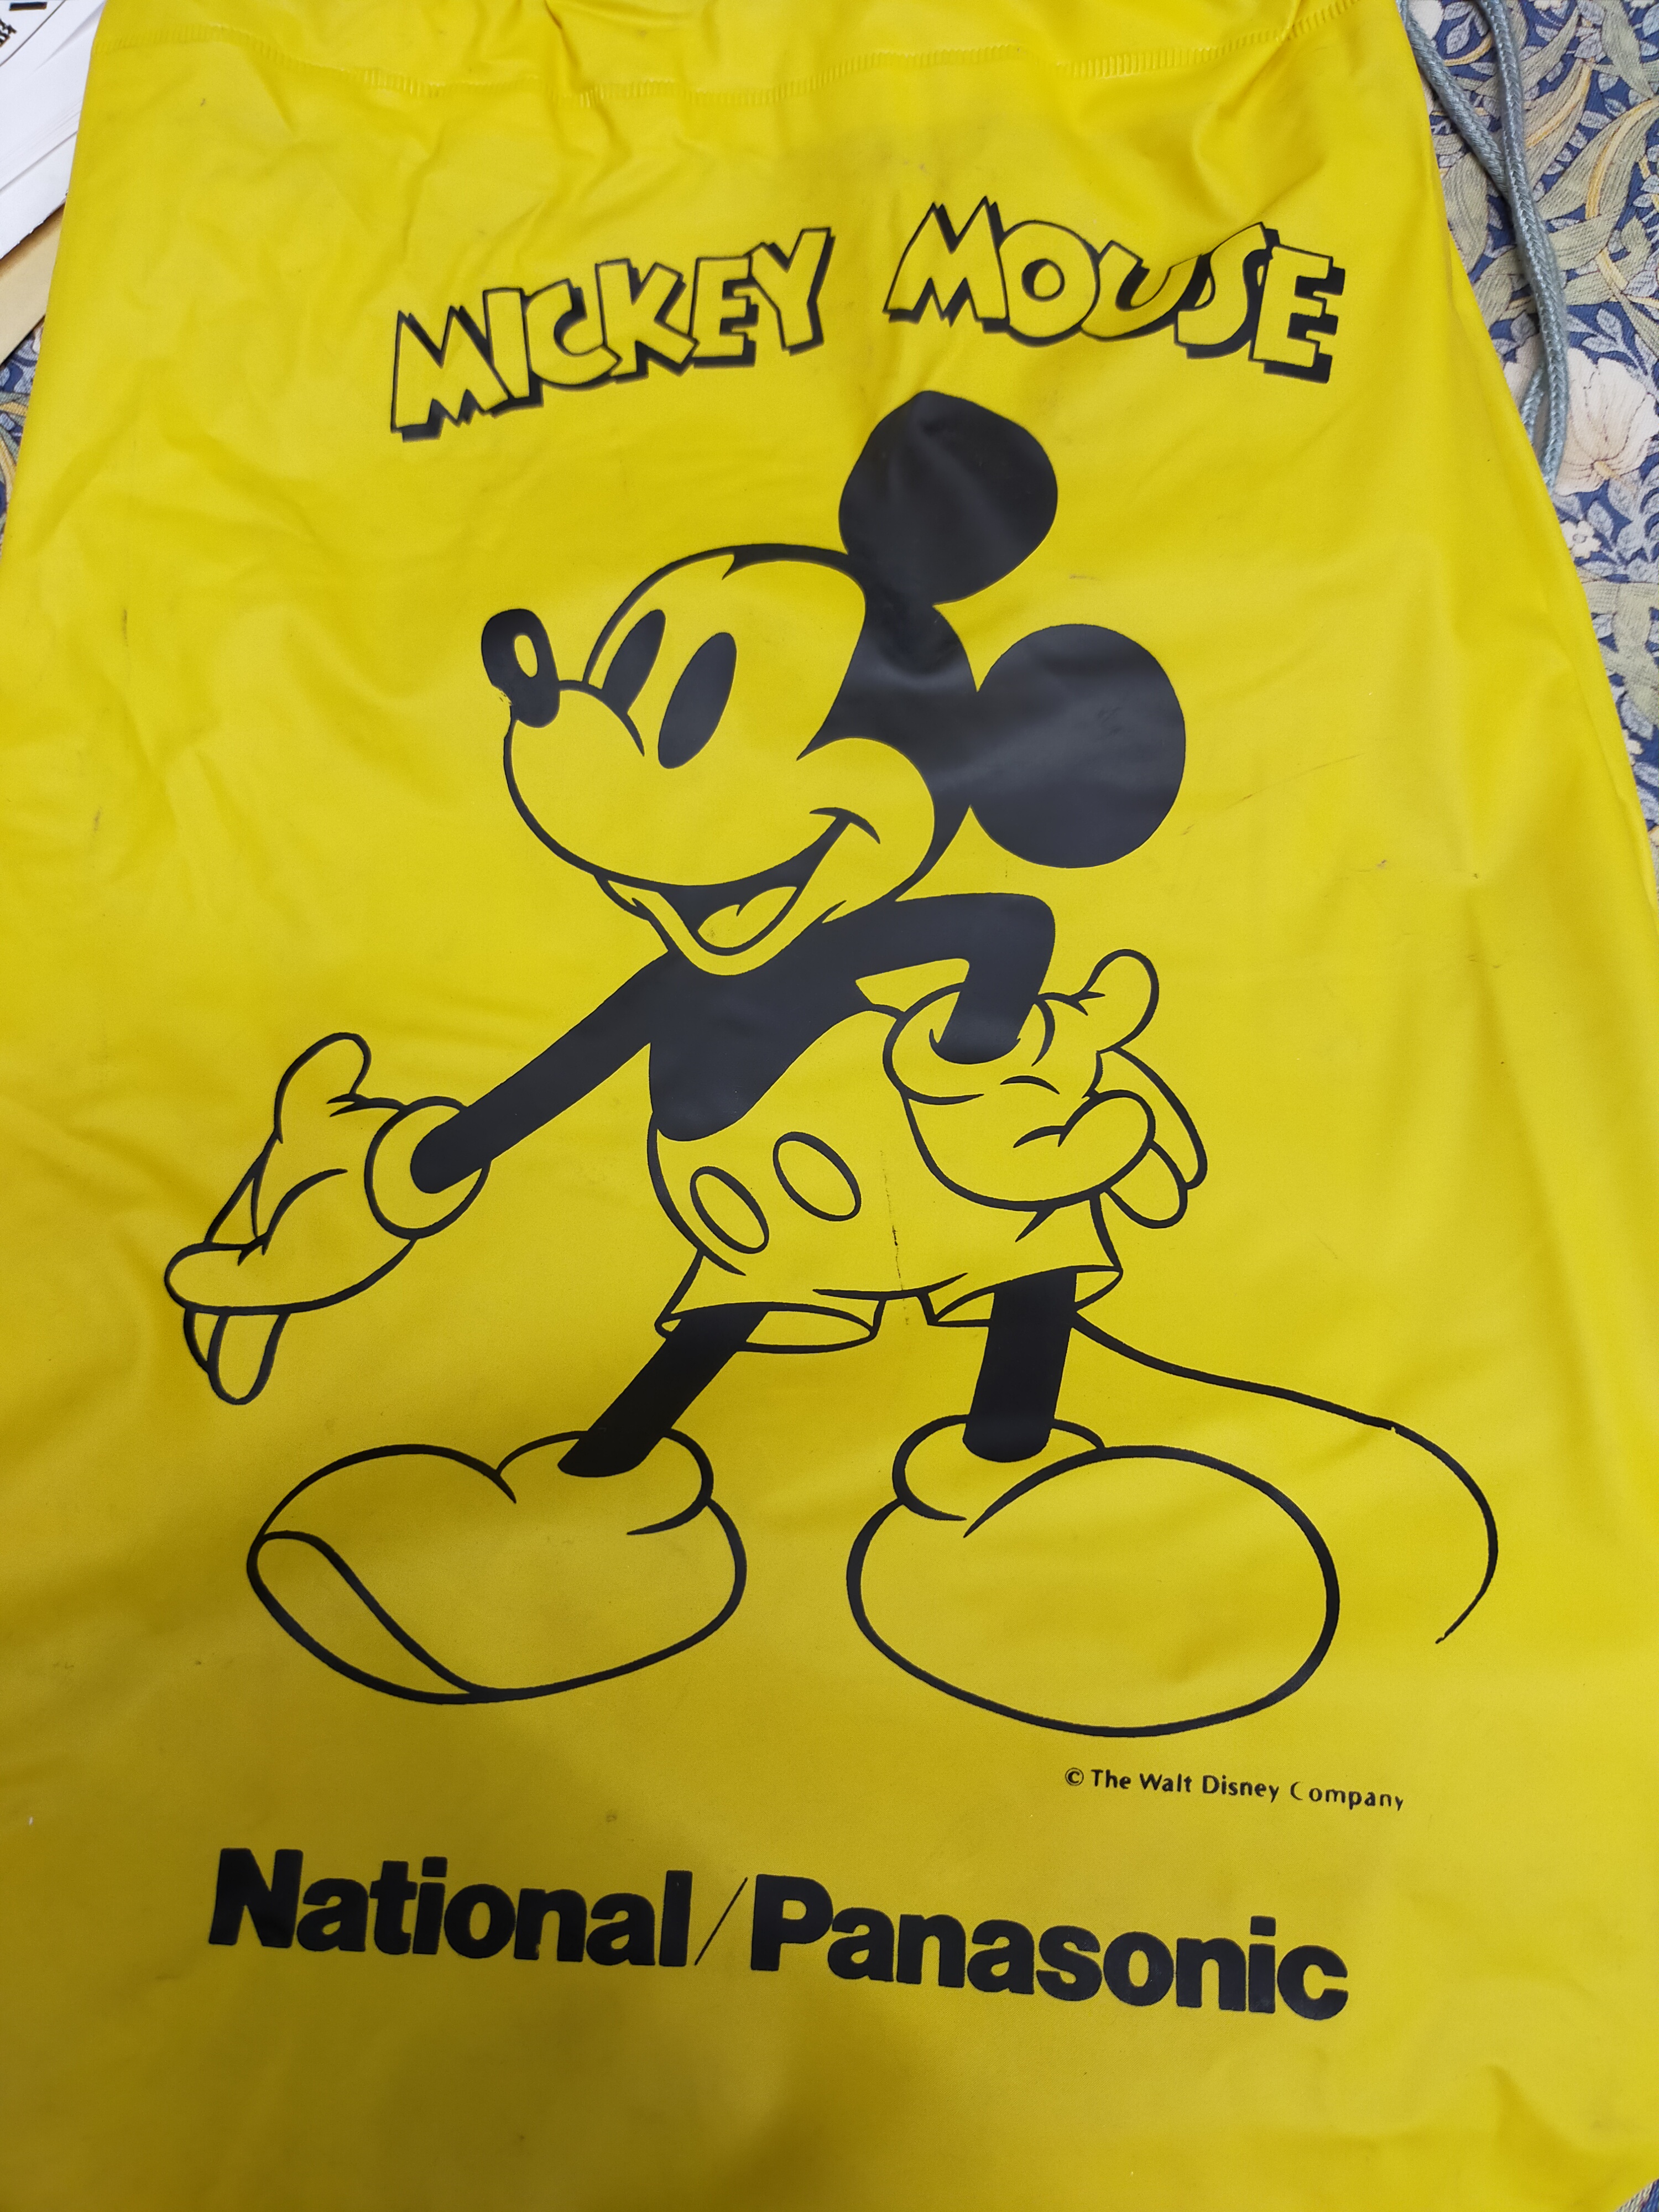 MICKEY MOUSE
© The Walt Disney Company
National/Panasonic